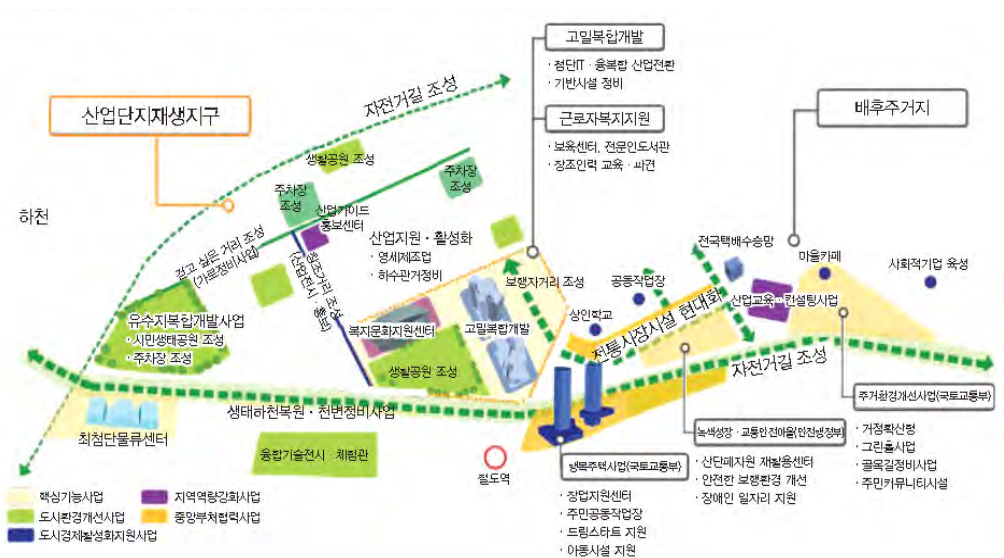 고밀복합개발
· 첨단IT · 융복합 산업전환
· 기반시설 정비
산업단지재생지구
자전거길 조성
근로자복지지원
· 보육센터, 전문인도서관
· 창조인력 교육 · 파견
배후주거지
생활공원 조성
주차장
조성
주차장
조성
하천
산업가이드
홍보센터
산업지원 · 활성화
· 영세제조업
· 하수관거정비
걷고 싶은 거리 조성
(가로정비사업)
창조거리 조성
(산업전시 · 홍보)
보행자거리 조성
전국택배수송망
마을카페
사회적기업 육성
공동작업장
산업교육 · 컨설팅사업
유수지복합개발사업
· 시민생태공원 조성
· 주차장 조성
복지문화지원센터
고밀복합개발
상인학교
전통시장시설 현대화
생활공원 조성
자전거길 조성
생태하천복원 · 천변정비사업
최첨단물류센터
융합기술전시 · 체험관
철도역
행복주택사업(국토교통부)
· 창업지원센터
· 주민공동작업장
· 드림스타트 지원
· 아동시설 지원
녹색성장 · 교통안전마을(안전행정부)
· 산단폐자원 재활용센터
· 안전한 보행환경 개선
· 장애인 일자리 지원
주거환경개선사업(국토교통부)
· 거점확산형
· 그린홈사업
· 골목길정비사업
· 주민커뮤니티시설
핵심기능사업
지역역량강화사업
도시환경개선사업
중앙부처협력사업
도시경제활성화지원사업